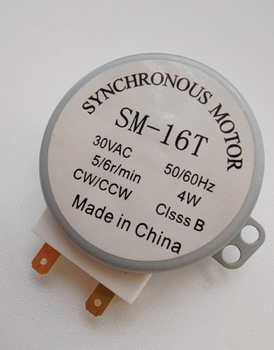 SYNCHRONOUS MOTOR
SM-16T
30VAC 50/60Hz
5/6r/min 4W
CW/CCW Clsss B
Made in China